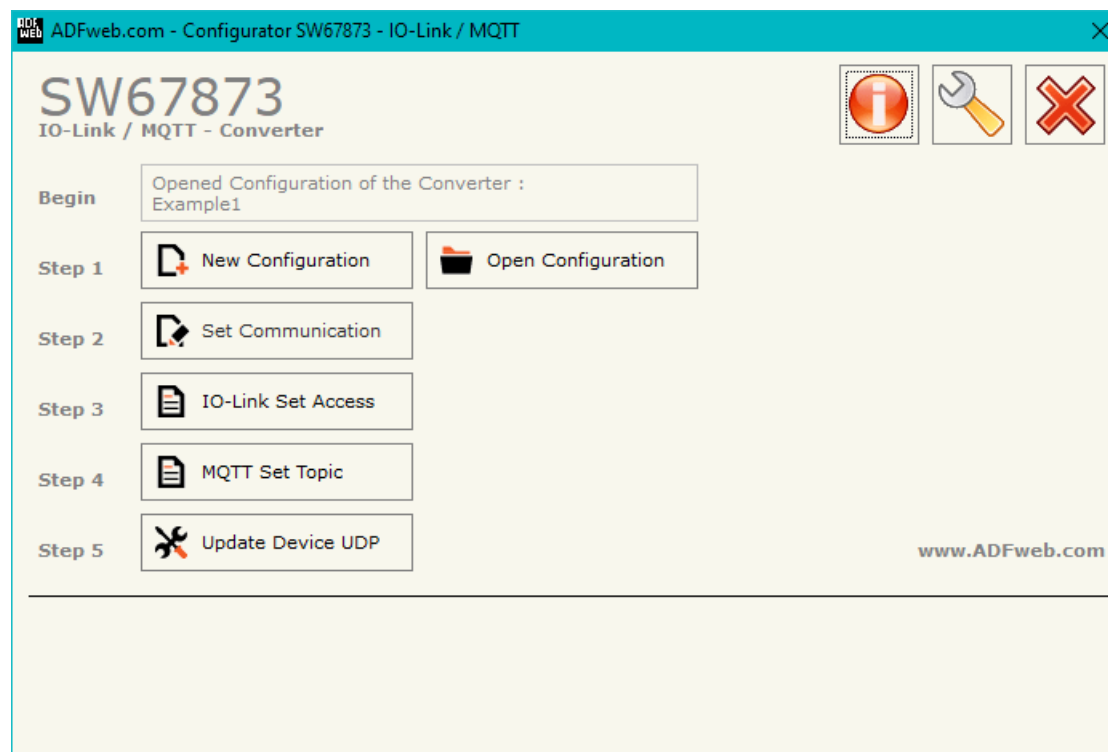 ADF
web
ADFweb.com - Configurator SW67873 - IO-Link / MQTT
SW67873
IO-Link / MQTT - Converter
Begin
Opened Configuration of the Converter :
Example1
Step 1
New Configuration
Open Configuration
Step 2
Set Communication
Step 3
IO-Link Set Access
Step 4
MQTT Set Topic
Step 5
Update Device UDP
www.ADFweb.com